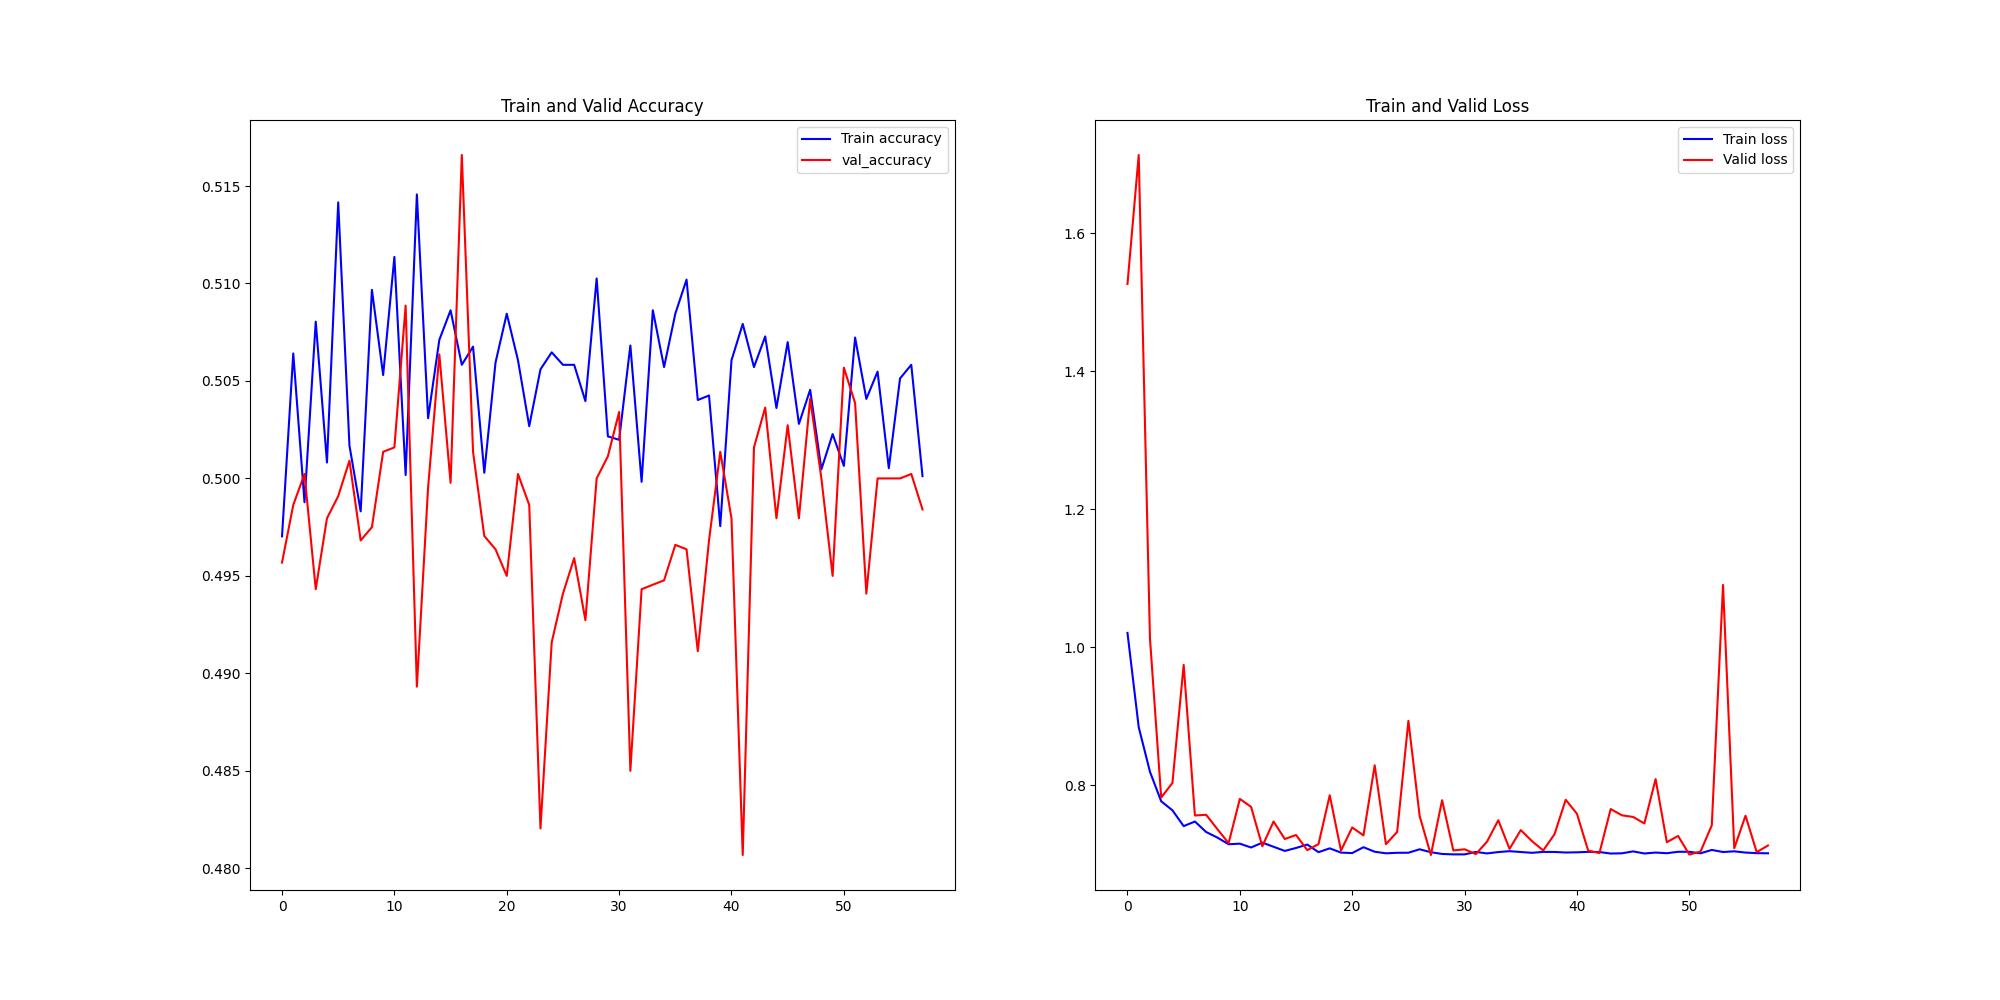 Train and Valid Accuracy
Train accuracy
val_accuracy
0.515
0.510
0.505
0.500
0.495
0.490
0.485
0.480
0 10 20 30 40 50
Train and Valid Loss
Train loss
Valid loss
1.6
1.4
1.2
1.0
0.8
0 10 20 30 40 50